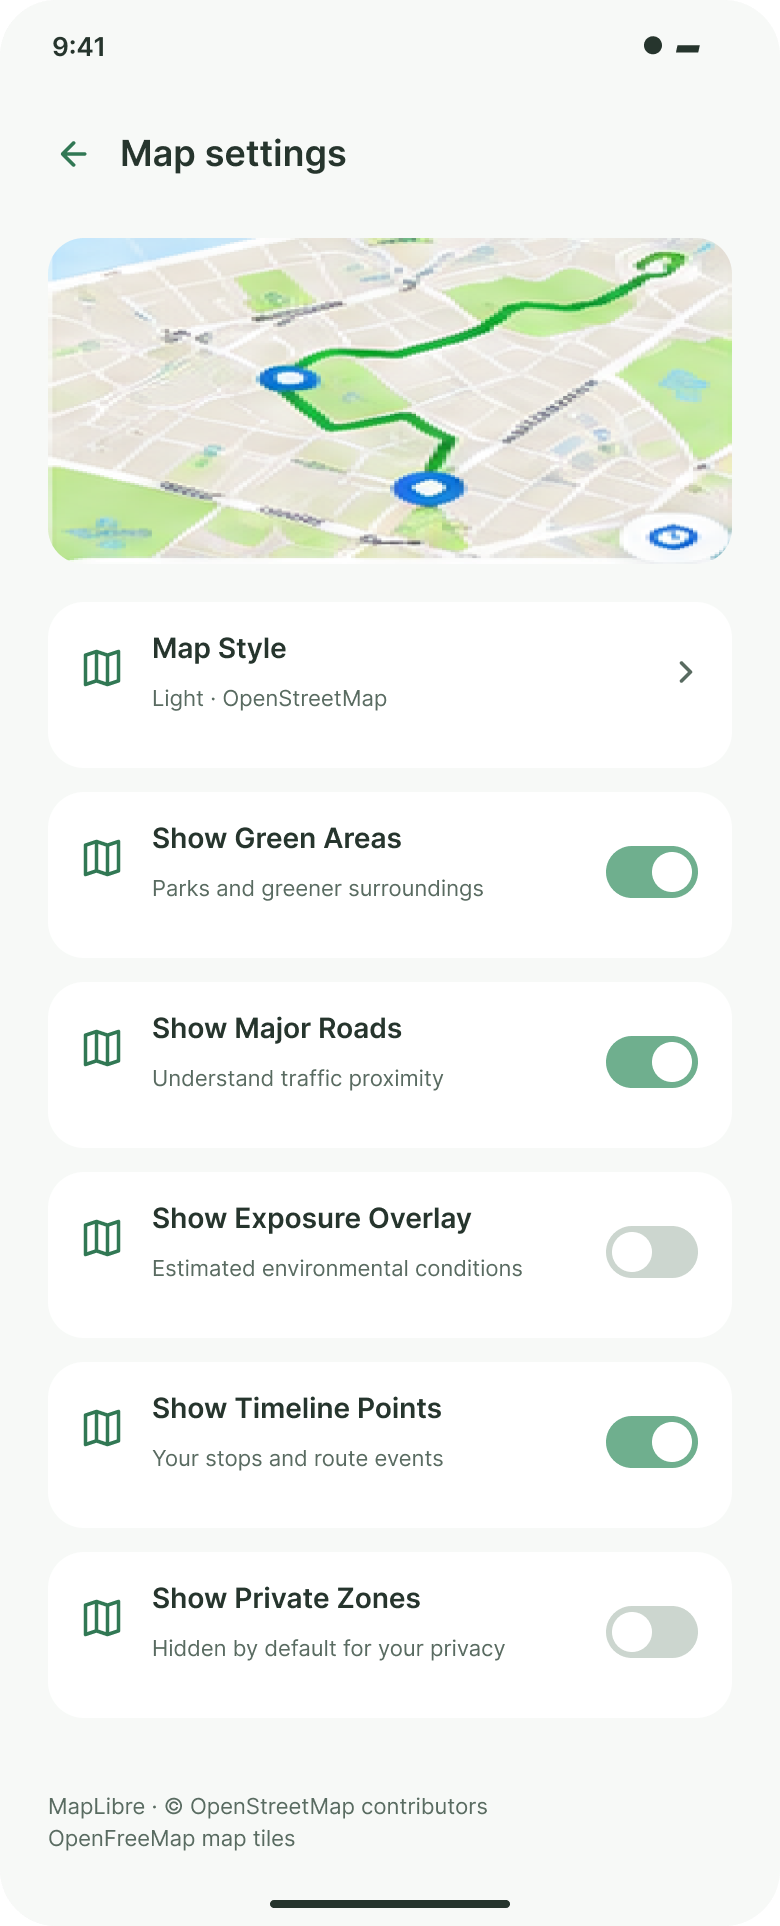 9:41
Map settings
Map Style
Light · OpenStreetMap
Show Green Areas
Parks and greener surroundings
Show Major Roads
Understand traffic proximity
Show Exposure Overlay
Estimated environmental conditions
Show Timeline Points
Your stops and route events
Show Private Zones
Hidden by default for your privacy
MapLibre · © OpenStreetMap contributors
OpenFreeMap map tiles